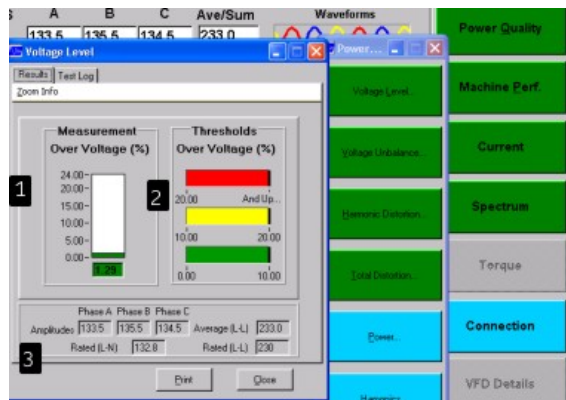 A B C Ave/Sum Waveforms
133.5 135.5 134.5 233.0
Voltage Level
Power...
Results Test Log
Zoom Info
Measurement
Over Voltage (%)
24.00
20.00
15.00
10.00
5.00
0.00
1.29
Thresholds
Over Voltage (%)
20.00 And Up...
10.00 20.00
0.00 10.00
1
2
3
Phase A Phase B Phase C
Amplitudes 133.5 135.5 134.5 Average (L-L) 233.0
Rated (L-N) 132.8 Rated (L-L) 230
Print Close
Voltage Level...
Voltage Unbalance...
Harmonic Distortion...
Total Distortion...
Power...
Harmonics
Power Quality
Machine Perf.
Current
Spectrum
Torque
Connection
VFD Details